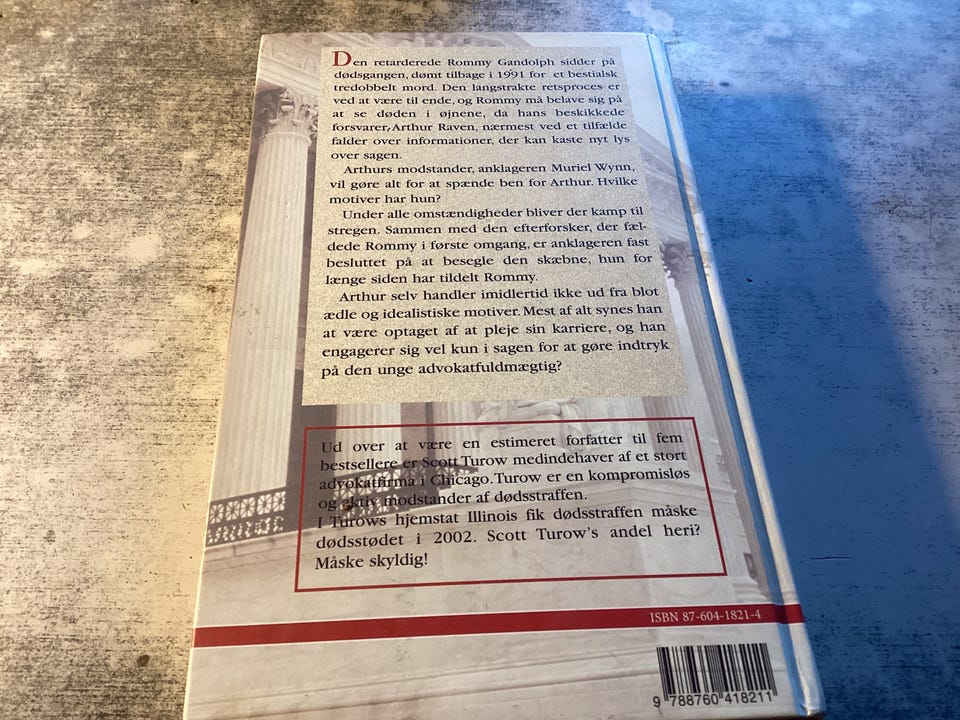 Den retarderede Rommy Gandolph sidder på
dødsgangen, dømt tilbage i 1991 for et bestialsk
tredobbelt mord. Den langstrakte retsproces er
ved at være til ende, og Rommy må belave sig på
at se døden i øjnene, da hans beskikkede
forsvarer, Arthur Raven, nærmest ved et tilfælde
falder over informationer, der kan kaste nyt lys
over sagen.
Arthurs modstander, anklageren Muriel Wynn,
vil gøre alt for at spænde ben for Arthur. Hvilke
motiver har hun?
Under alle omstændigheder bliver der kamp til
stregen. Sammen med den efterforsker, der fæl-
dede Rommy i første omgang, er anklageren fast
besluttet på at besegle den skæbne, hun for
længe siden har tildelt Rommy.
Arthur selv handler imidlertid ikke ud fra blot
ædle og idealistiske motiver. Mest af alt synes han
at være optaget af at pleje sin karriere, og han
engagerer sig vel kun i sagen for at gøre indtryk
på den unge advokatfuldmægtig?
Ud over at være en estimeret forfatter til fem
bestsellere er Scott Turow medindehaver af et stort
advokatfirma i Chicago. Turow er en kompromisløs
og aktiv modstander af dødsstraffen.
I Turows hjemstat Illinois fik dødsstraffen måske
dødsstødet i 2002. Scott Turow's andel heri?
Måske skyldig!
ISBN 87-604-1821-4
9 788760 418211